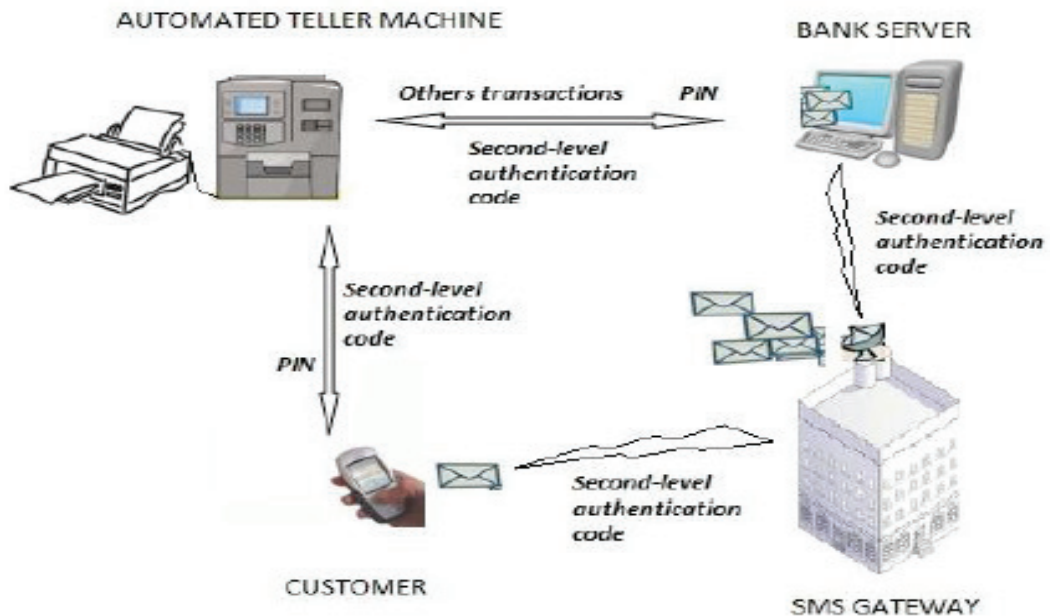 AUTOMATED TELLER MACHINE
BANK SERVER
Others transactions PIN
Second-level
authentication
code
Second-level
authentication
code
Second-level
authentication
code
PIN
Second-level
authentication
code
CUSTOMER
SMS GATEWAY